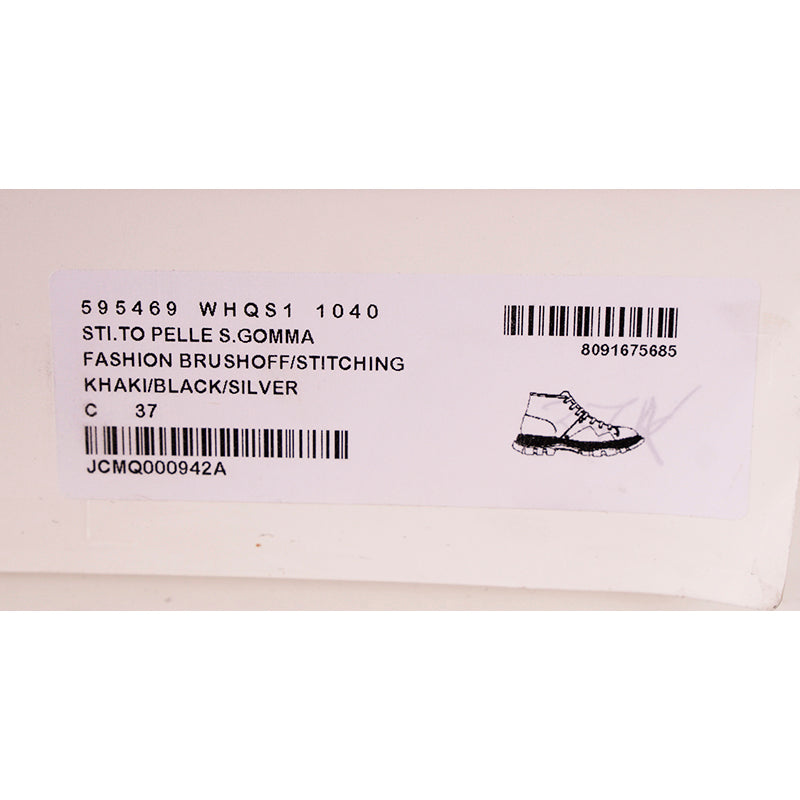 595469 WHQS1 1040
STI.TO PELLE S.GOMMA
FASHION BRUSHOFF/STITCHING
KHAKI/BLACK/SILVER
C 37
JCMQ000942A
8091675685